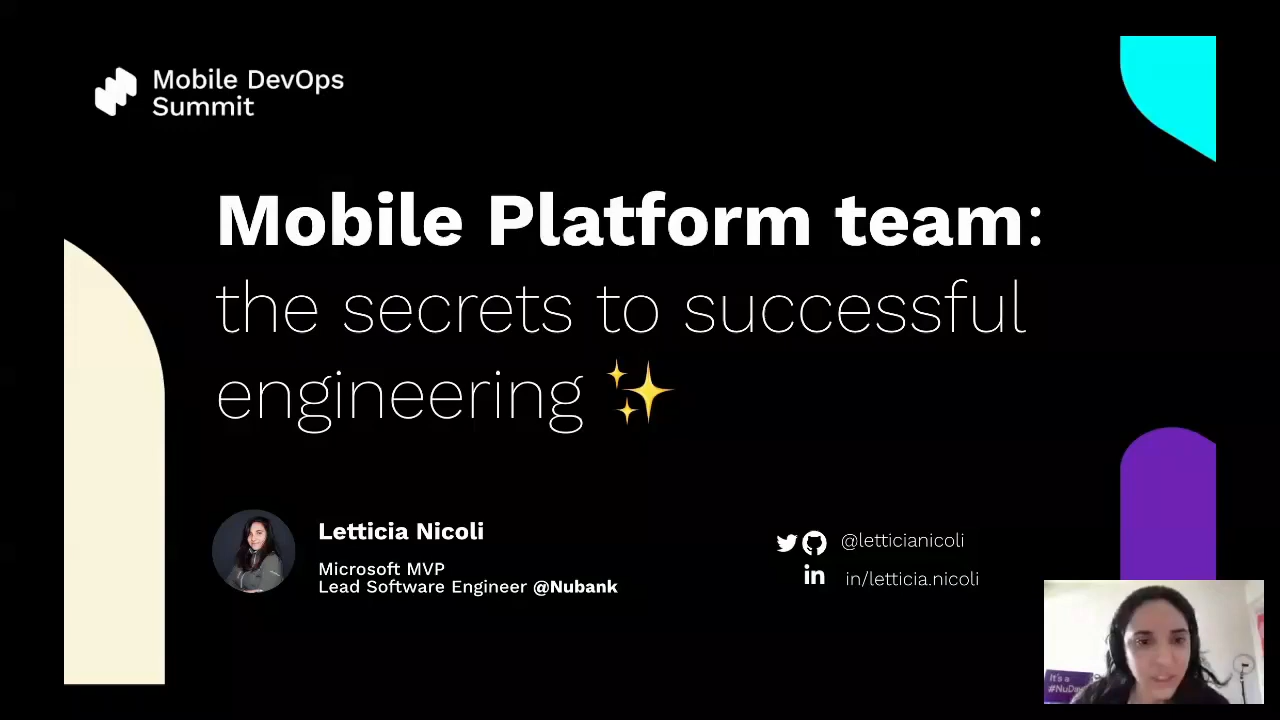 Mobile DevOps
Summit
Mobile Platform team:
the secrets to successful
engineering ✨
Letticia Nicoli
Microsoft MVP
Lead Software Engineer @Nubank
@letticianicoli
in/letticia.nicoli
It's a